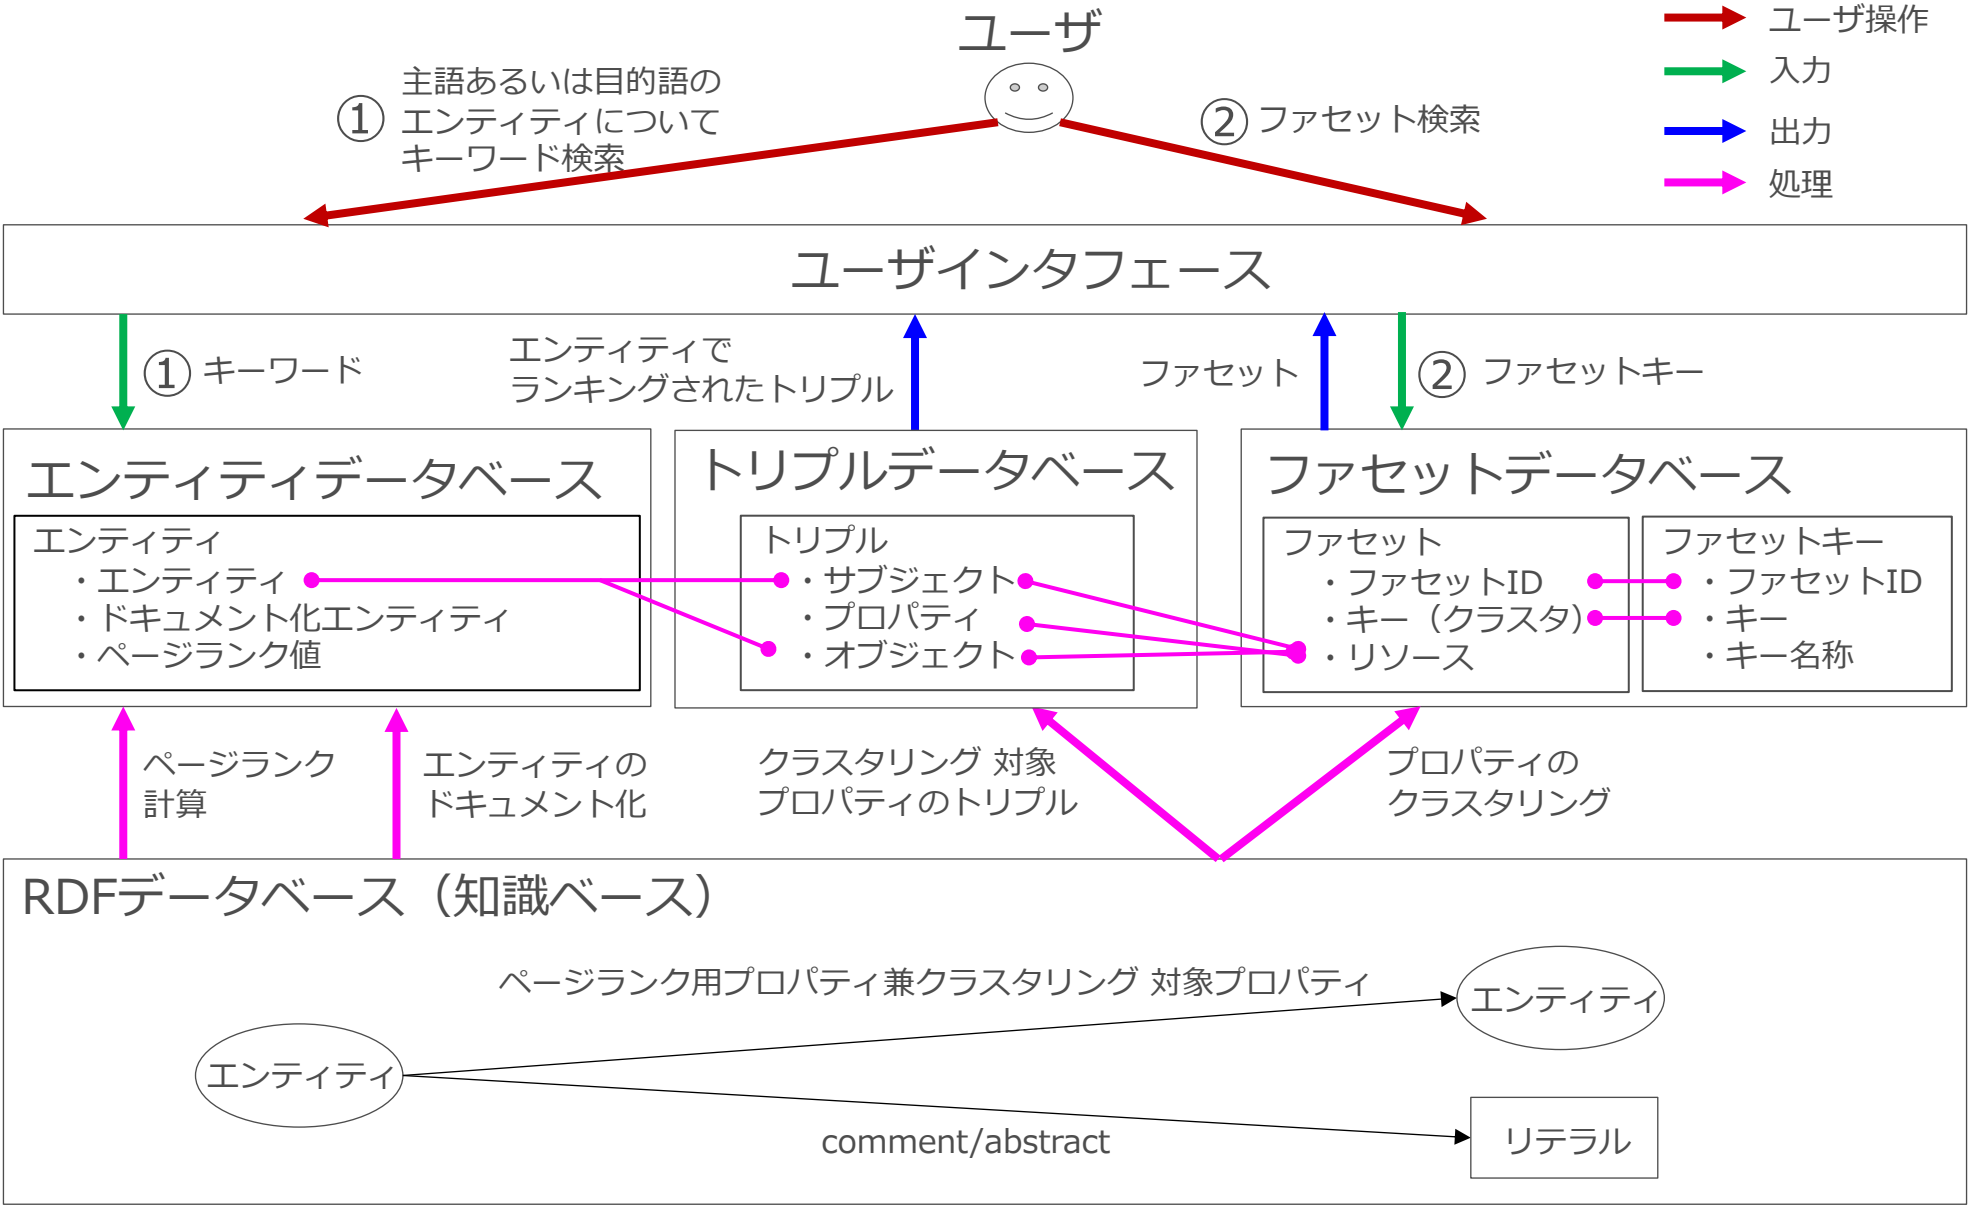 ユーザ
ユーザ操作
入力
出力
処理
① 主語あるいは目的語の
エンティティについて
キーワード検索
② ファセット検索
ユーザインタフェース
① キーワード
エンティティで
ランキングされたトリプル
ファセット
② ファセットキー
エンティティデータベース
エンティティ
・エンティティ
・ドキュメント化エンティティ
・ページランク値
トリプルデータベース
トリプル
・サブジェクト
・プロパティ
・オブジェクト
ファセットデータベース
ファセット
・ファセットID
・キー（クラスタ）
・リソース
ファセットキー
・ファセットID
・キー
・キー名称
ページランク
計算
エンティティの
ドキュメント化
クラスタリング 対象
プロパティのトリプル
プロパティの
クラスタリング
RDFデータベース（知識ベース）
ページランク用プロパティ兼クラスタリング 対象プロパティ
エンティティ
エンティティ
comment/abstract
リテラル